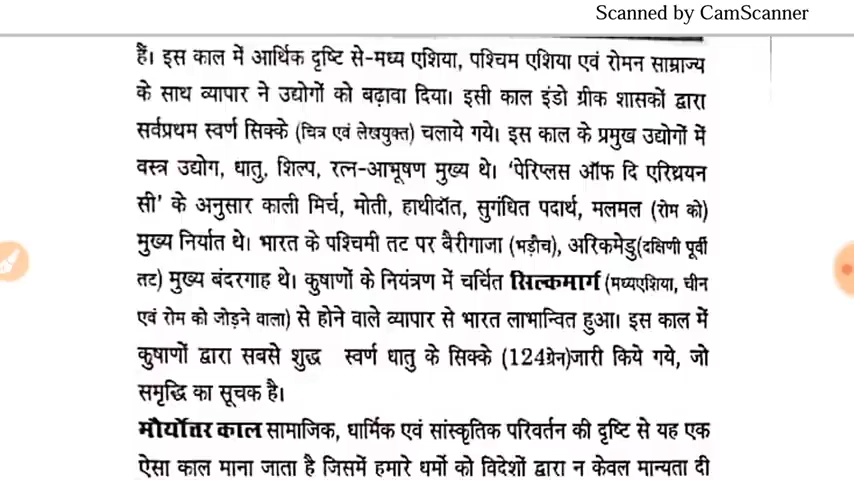 Scanned by CamScanner
हैं। इस काल में आर्थिक दृष्टि से-मध्य एशिया, पश्चिम एशिया एवं रोमन साम्राज्य
के साथ व्यापार ने उद्योगों को बढ़ावा दिया। इसी काल इंडो ग्रीक शासकों द्वारा
सर्वप्रथम स्वर्ण सिक्के (चित्र एवं लेखयुक्त) चलाये गये। इस काल के प्रमुख उद्योगों में
वस्त्र उद्योग, धातु, शिल्प, रत्न-आभूषण मुख्य थे। 'पेरिप्लस ऑफ दि एरिथ्रयन
सी' के अनुसार काली मिर्च, मोती, हाथीदाँत, सुगंधित पदार्थ, मलमल (रोम को)
मुख्य निर्यात थे। भारत के पश्चिमी तट पर बैरीगाजा (भड़ौच), अरिकमेडु(दक्षिणी पूर्वी
तट) मुख्य बंदरगाह थे। कुषाणों के नियंत्रण में चर्चित सिल्कमार्ग (मध्यएशिया, चीन
एवं रोम को जोड़ने वाला) से होने वाले व्यापार से भारत लाभान्वित हुआ। इस काल में
कुषाणों द्वारा सबसे शुद्ध स्वर्ण धातु के सिक्के (124ग्रेन)जारी किये गये, जो
समृद्धि का सूचक है।
मौर्योत्तर काल सामाजिक, धार्मिक एवं सांस्कृतिक परिवर्तन की दृष्टि से यह एक
ऐसा काल माना जाता है जिसमें हमारे धर्मो को विदेशों द्वारा न केवल मान्यता दी